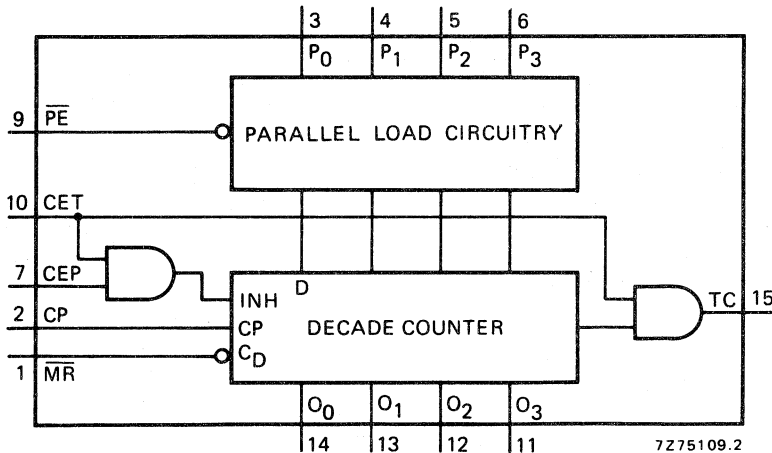 3 4 5 6
P0 P1 P2 P3
9 PE
PARALLEL LOAD CIRCUITRY
10 CET
7 CEP
D
INH
TC 15
2 CP
CP
DECADE COUNTER
CD
1 MR
O0 O1 O2 O3
14 13 12 11
7Z75109.2